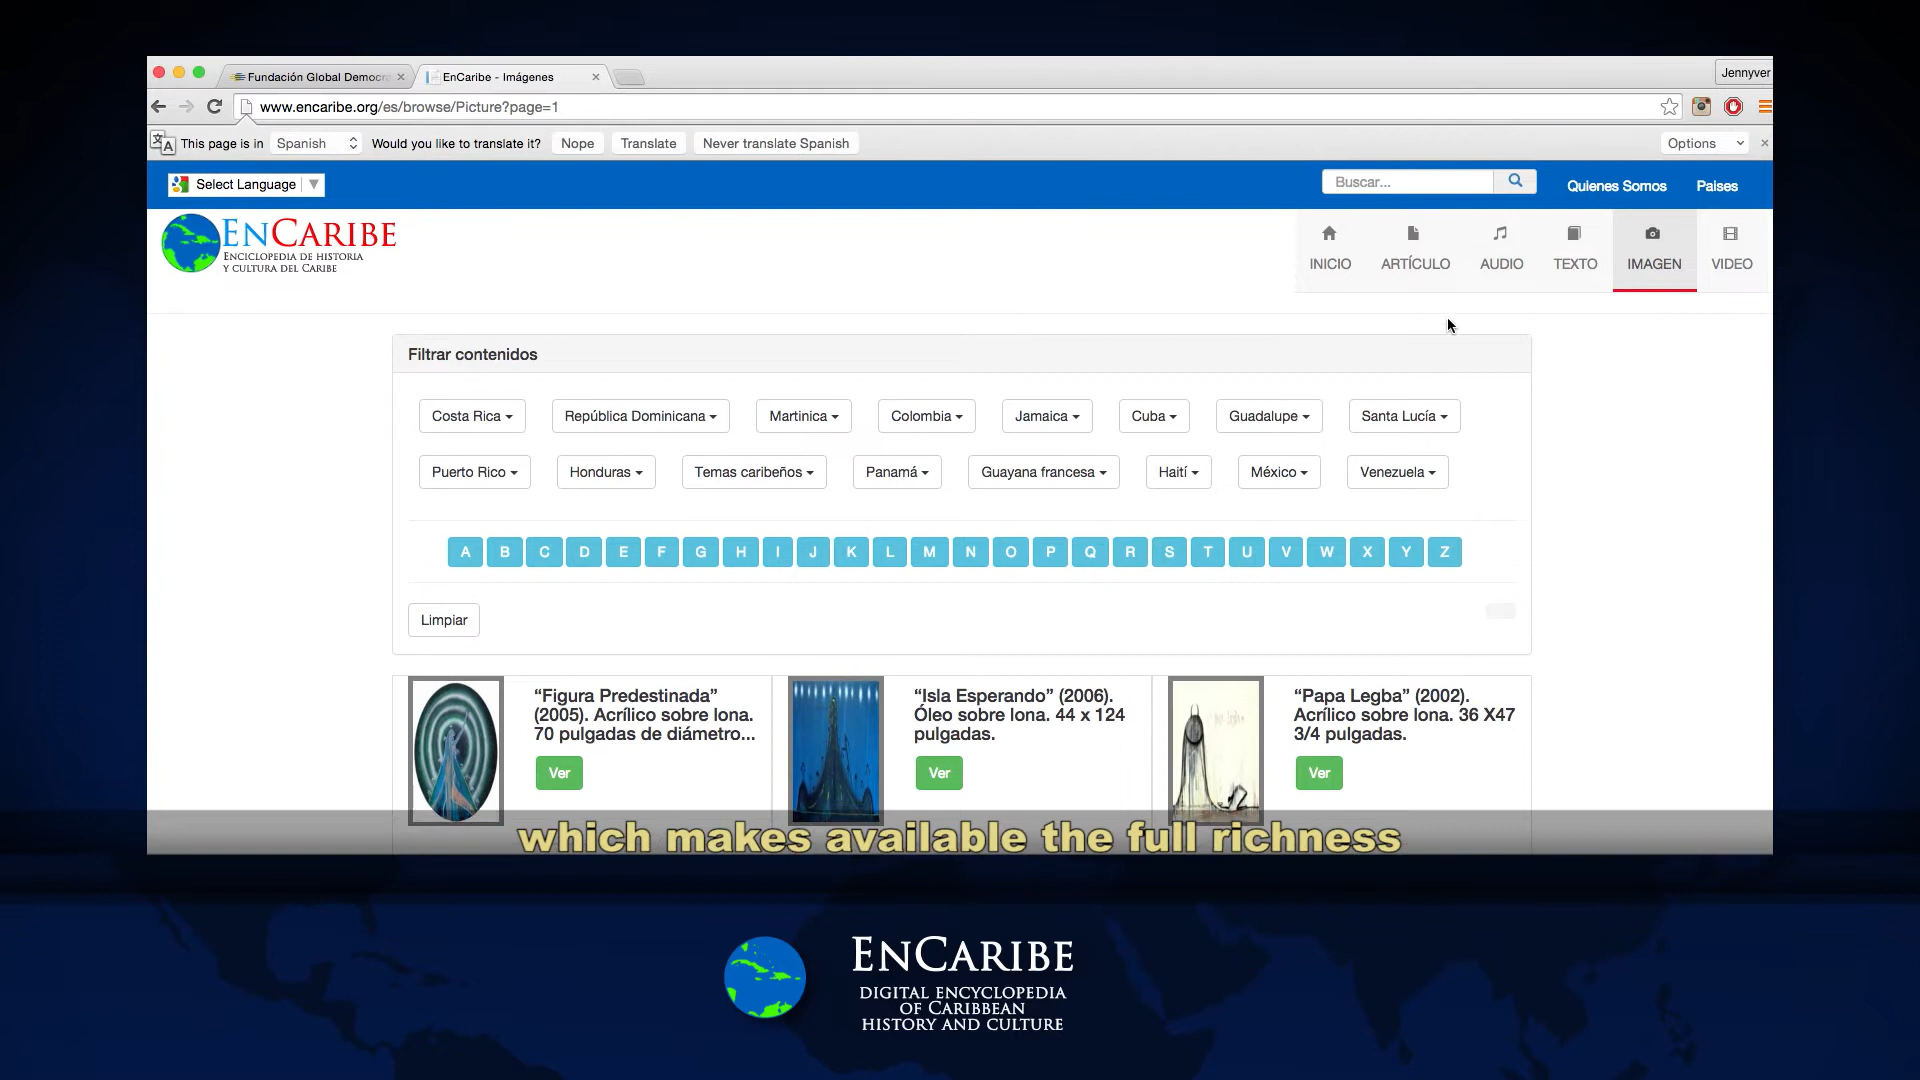 Fundación Global Democra
EnCaribe - Imágenes
Jennyver
www.encaribe.org/es/browse/Picture?page=1
This page is in Spanish Would you like to translate it? Nope Translate Never translate Spanish Options
Select Language
Buscar...
Quienes Somos
Paises
ENCARIBE
ENCICLOPEDIA DE HISTORIA
Y CULTURA DEL CARIBE
INICIO ARTÍCULO AUDIO TEXTO IMAGEN VIDEO
Filtrar contenidos
Costa Rica República Dominicana Martinica Colombia Jamaica Cuba Guadalupe Santa Lucía
Puerto Rico Honduras Temas caribeños Panamá Guayana francesa Haití México Venezuela
A B C D E F G H I J K L M N O P Q R S T U V W X Y Z
Limpiar
“Figura Predestinada”
(2005). Acrílico sobre lona.
70 pulgadas de diámetro...
Ver
“Isla Esperando” (2006).
Óleo sobre lona. 44 x 124
pulgadas.
Ver
“Papa Legba” (2002).
Acrílico sobre lona. 36 X47
3/4 pulgadas.
Ver
which makes available the full richness
ENCARIBE
DIGITAL ENCYCLOPEDIA
OF CARIBBEAN
HISTORY AND CULTURE